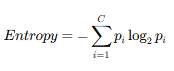 Entropy = − ∑_{i=1}^{C} p_i log_2 p_i